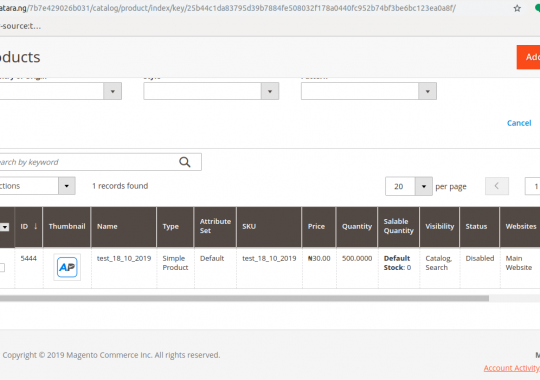 atara.ng/7b7e429026b031/catalog/product/index/key/25b44c1da83795d39b7884fe508032f178a0440fc952b74bf3be6bc123ea0a8f/
-source:t...
oducts
Add
Cancel
earch by keyword
ctions
1 records found
20
per page
1
ID
Thumbnail
Name
Type
Attribute Set
SKU
Price
Quantity
Salable Quantity
Visibility
Status
Websites
5444
AP
test_18_10_2019
Simple Product
Default
test_18_10_2019
₦30.00
500.0000
Default Stock: 0
Catalog, Search
Disabled
Main Website
Copyright © 2019 Magento Commerce Inc. All rights reserved.
M
Account Activity